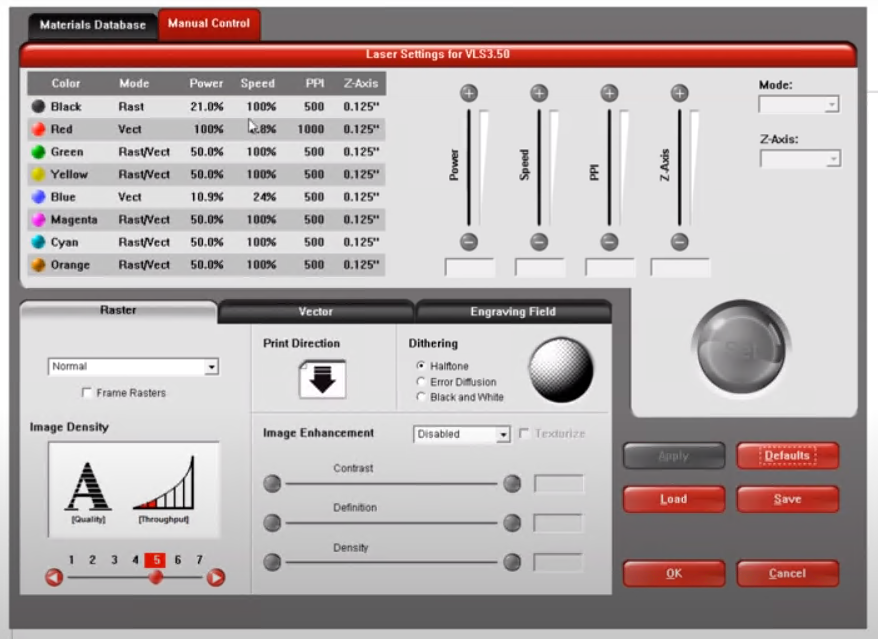 Materials Database Manual Control
Laser Settings for VLS3.50
Color Mode Power Speed PPI Z-Axis
Black Rast 21.0% 100% 500 0.125"
Red Vect 100% .8% 1000 0.125"
Green Rast/Vect 50.0% 100% 500 0.125"
Yellow Rast/Vect 50.0% 100% 500 0.125"
Blue Vect 10.9% 24% 500 0.125"
Magenta Rast/Vect 50.0% 100% 500 0.125"
Cyan Rast/Vect 50.0% 100% 500 0.125"
Orange Rast/Vect 50.0% 100% 500 0.125"
Power
Speed
PPI
Z-Axis
Mode:
Z-Axis:
Set
Raster Vector Engraving Field
Normal
Frame Rasters
Print Direction
Dithering
Halftone
Error Diffusion
Black and White
Image Density
A
[Quality] [Throughput]
1 2 3 4 5 6 7
Image Enhancement Disabled Texturize
Contrast
Definition
Density
Apply Defaults
Load Save
OK Cancel